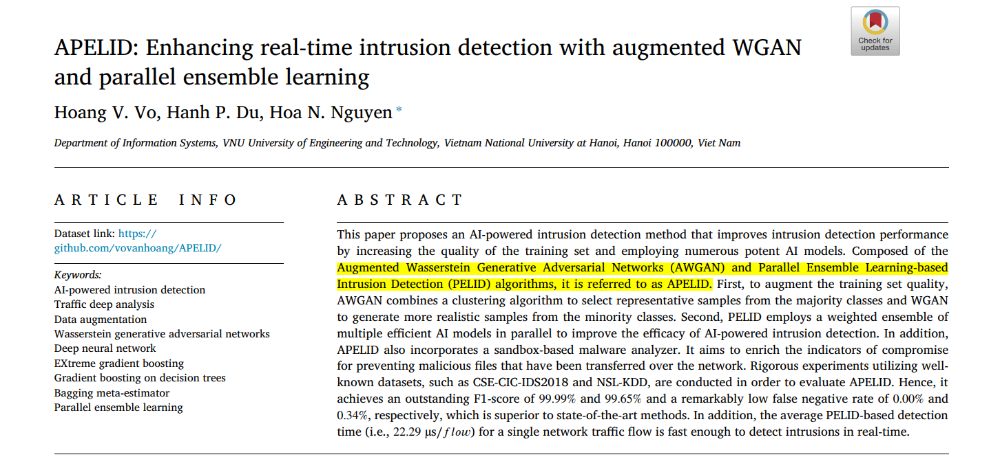 Check for
updates
APELID: Enhancing real-time intrusion detection with augmented WGAN
and parallel ensemble learning
Hoang V. Vo, Hanh P. Du, Hoa N. Nguyen *
Department of Information Systems, VNU University of Engineering and Technology, Vietnam National University at Hanoi, Hanoi 100000, Viet Nam
ARTICLE INFO
Dataset link: https://
github.com/vovanhoang/APELID/
Keywords:
AI-powered intrusion detection
Traffic deep analysis
Data augmentation
Wasserstein generative adversarial networks
Deep neural network
EXtreme gradient boosting
Gradient boosting on decision trees
Bagging meta-estimator
Parallel ensemble learning
ABSTRACT
This paper proposes an AI-powered intrusion detection method that improves intrusion detection performance
by increasing the quality of the training set and employing numerous potent AI models. Composed of the
Augmented Wasserstein Generative Adversarial Networks (AWGAN) and Parallel Ensemble Learning-based
Intrusion Detection (PELID) algorithms, it is referred to as APELID. First, to augment the training set quality,
AWGAN combines a clustering algorithm to select representative samples from the majority classes and WGAN
to generate more realistic samples from the minority classes. Second, PELID employs a weighted ensemble of
multiple efficient AI models in parallel to improve the efficacy of AI-powered intrusion detection. In addition,
APELID also incorporates a sandbox-based malware analyzer. It aims to enrich the indicators of compromise
for preventing malicious files that have been transferred over the network. Rigorous experiments utilizing well-
known datasets, such as CSE-CIC-IDS2018 and NSL-KDD, are conducted in order to evaluate APELID. Hence, it
achieves an outstanding F1-score of 99.99% and 99.65% and a remarkably low false negative rate of 0.00% and
0.34%, respectively, which is superior to state-of-the-art methods. In addition, the average PELID-based detection
time (i.e., 22.29 μs/flow) for a single network traffic flow is fast enough to detect intrusions in real-time.